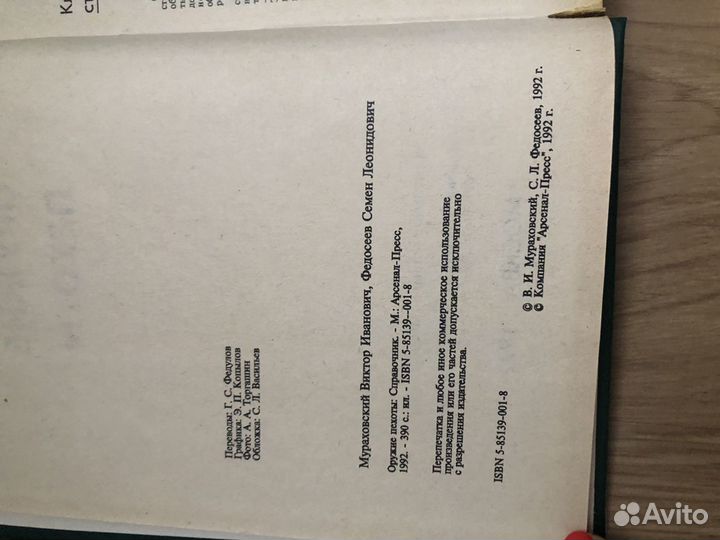 Переводы: Г. С. Федулов
Графика: Э. П. Копылов
Фото: А. А. Торгашин
Обложка: С. Л. Васильев
Мураховский Виктор Иванович, Федосеев Семен Леонидович
Оружие пехоты: Справочник. - М.: Арсенал-Пресс,
1992. - 390 с.: ил. - ISBN 5-85139--001-8
Перепечатка и любое иное коммерческое использование
произведения или его частей допускается исключительно
с разрешения издательства.
ISBN 5-85139-001-8
© В. И. Мураховский, С. Л. Федосеев, 1992 г.
© Компания "Арсенал-Пресс", 1992 г.
Avito